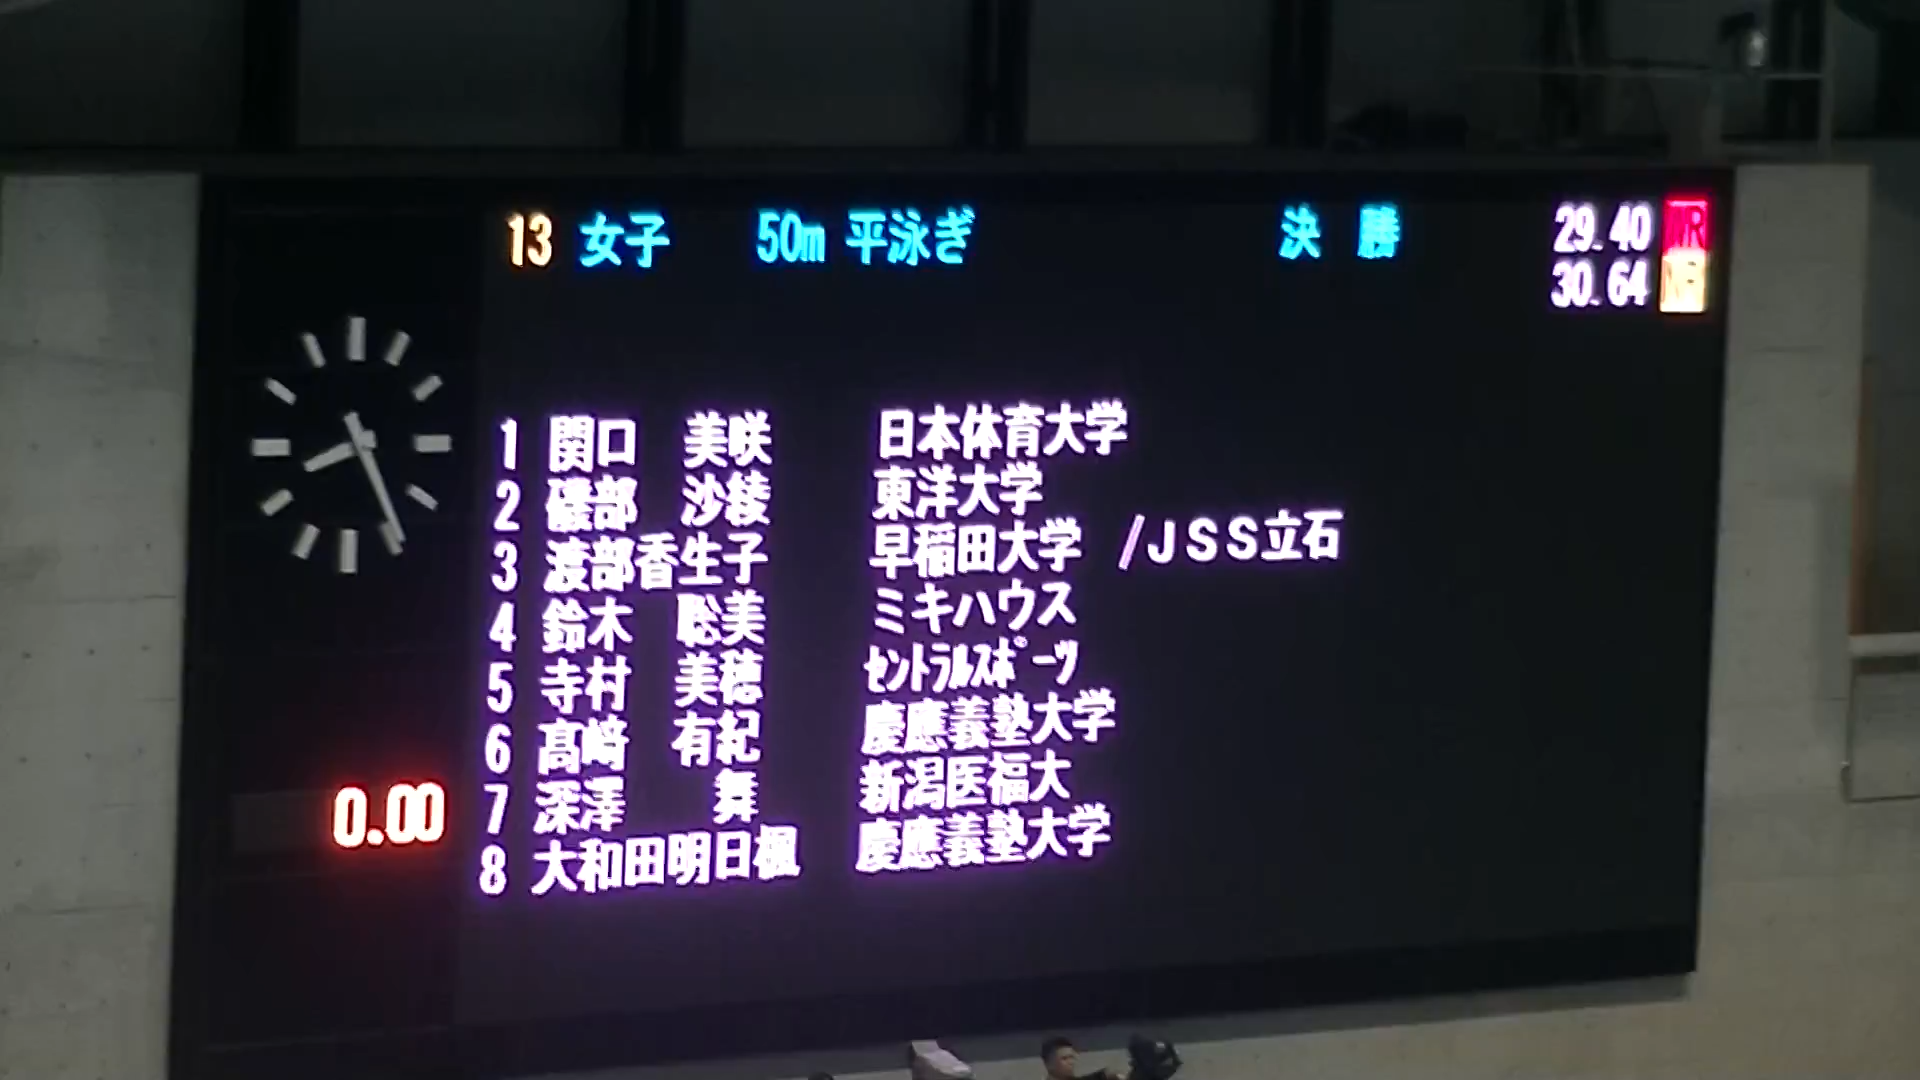 13 女子 50m 平泳ぎ 決 勝 29.40 WR
30.64 NR
1 関口 美咲 日本体育大学
2 磯部 沙綾 東洋大学
3 渡部香生子 早稲田大学 /JSS立石
4 鈴木 聡美 ミキハウス
5 寺村 美穂 ｾﾝﾄﾗﾙｽﾎﾟｰﾂ
6 髙﨑 有紀 慶應義塾大学
7 深澤 舞 新潟医福大
8 大和田明日楓 慶應義塾大学
0.00